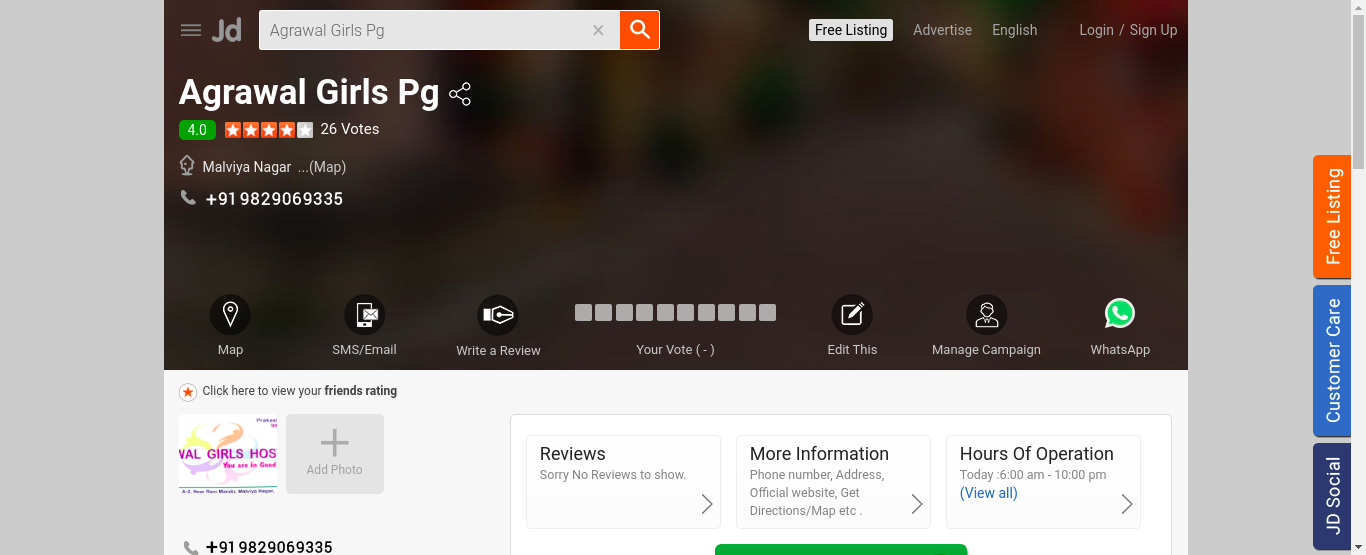 Jd
Agrawal Girls Pg
Free Listing
Advertise
English
Login / Sign Up
Agrawal Girls Pg
4.0
26 Votes
Malviya Nagar ...(Map)
+91 9829069335
Map
SMS/Email
Write a Review
Your Vote ( - )
Edit This
Manage Campaign
WhatsApp
Click here to view your friends rating
WAL GIRLS HOS
You are in Good
A-2, Near Ram Mandir, Malviya Nagar,
Add Photo
Reviews
Sorry No Reviews to show.
More Information
Phone number, Address,
Official website, Get
Directions/Map etc .
Hours Of Operation
Today :6:00 am - 10:00 pm
(View all)
+91 9829069335
Free Listing
Customer Care
JD Social